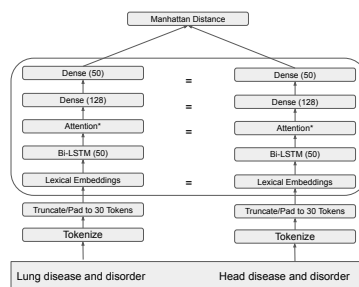 Manhattan Distance
Dense (50) = Dense (50)
Dense (128) = Dense (128)
Attention* = Attention*
Bi-LSTM (50) Bi-LSTM (50)
Lexical Embeddings = Lexical Embeddings
Truncate/Pad to 30 Tokens Truncate/Pad to 30 Tokens
Tokenize Tokenize
Lung disease and disorder Head disease and disorder